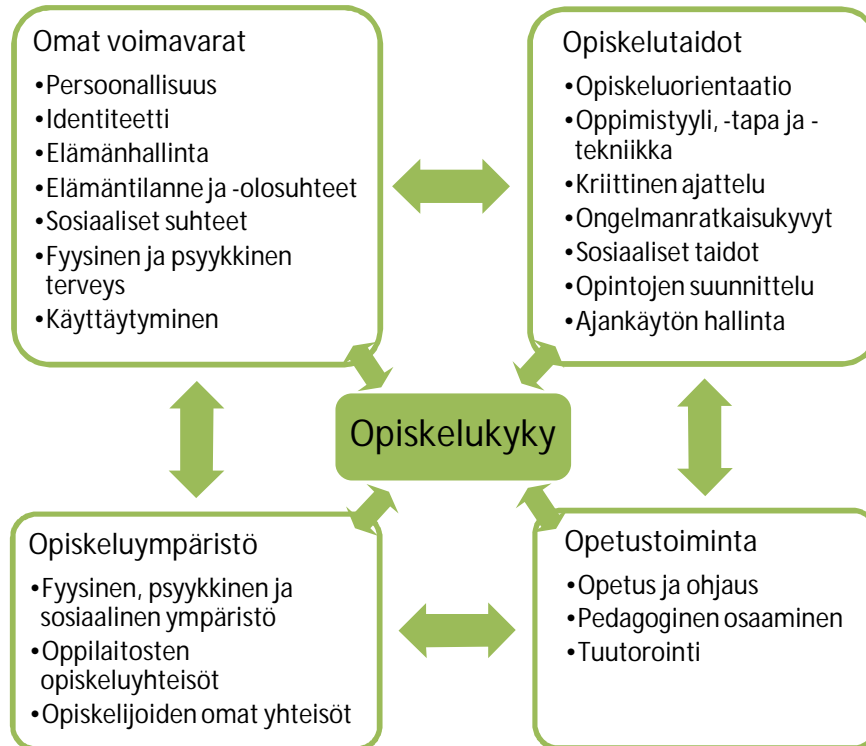 Omat voimavarat
•Persoonallisuus
•Identiteetti
•Elämänhallinta
•Elämäntilanne ja -olosuhteet
•Sosiaaliset suhteet
•Fyysinen ja psyykkinen
terveys
•Käyttäytyminen
Opiskelutaidot
•Opiskeluorientaatio
•Oppimistyyli, -tapa ja -
tekniikka
•Kriittinen ajattelu
•Ongelmanratkaisukyvyt
•Sosiaaliset taidot
•Opintojen suunnittelu
•Ajankäytön hallinta
Opiskelukyky
Opiskeluympäristö
•Fyysinen, psyykkinen ja
sosiaalinen ympäristö
•Oppilaitosten
opiskeluyhteisöt
•Opiskelijoiden omat yhteisöt
Opetustoiminta
•Opetus ja ohjaus
•Pedagoginen osaaminen
•Tuutorointi